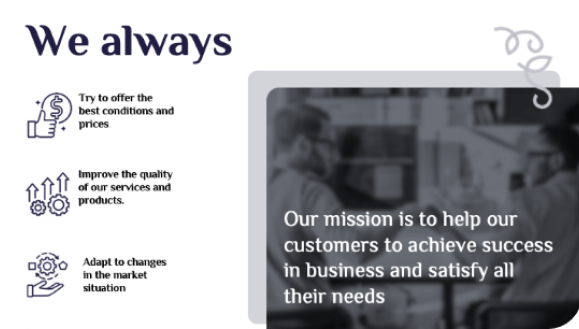 We always
Try to offer the
best conditions and
prices
Improve the quality
of our services and
products.
Adapt to changes
in the market
situation
Our mission is to help our
customers to achieve success
in business and satisfy all
their needs